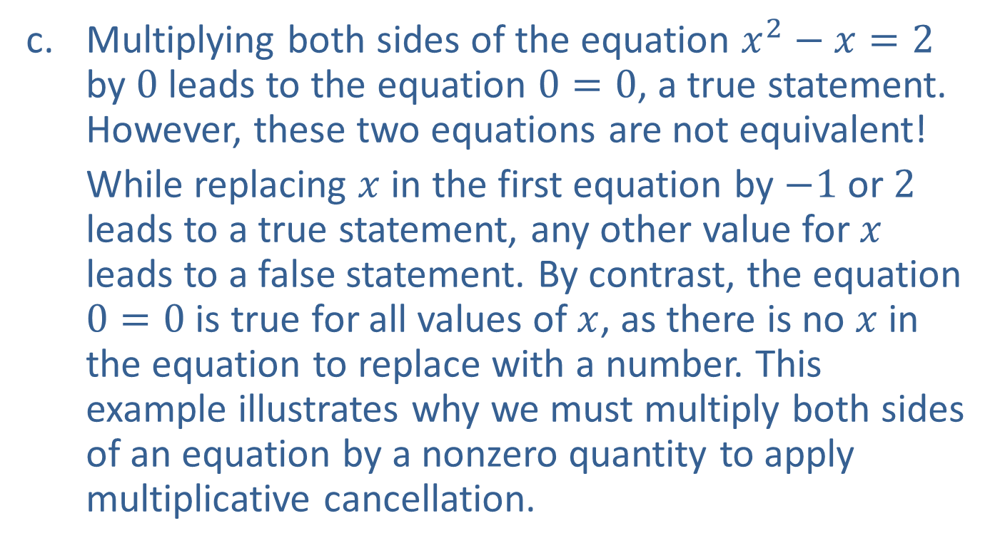 c. Multiplying both sides of the equation x² − x = 2
by 0 leads to the equation 0 = 0, a true statement.
However, these two equations are not equivalent!
While replacing x in the first equation by −1 or 2
leads to a true statement, any other value for x
leads to a false statement. By contrast, the equation
0 = 0 is true for all values of x, as there is no x in
the equation to replace with a number. This
example illustrates why we must multiply both sides
of an equation by a nonzero quantity to apply
multiplicative cancellation.